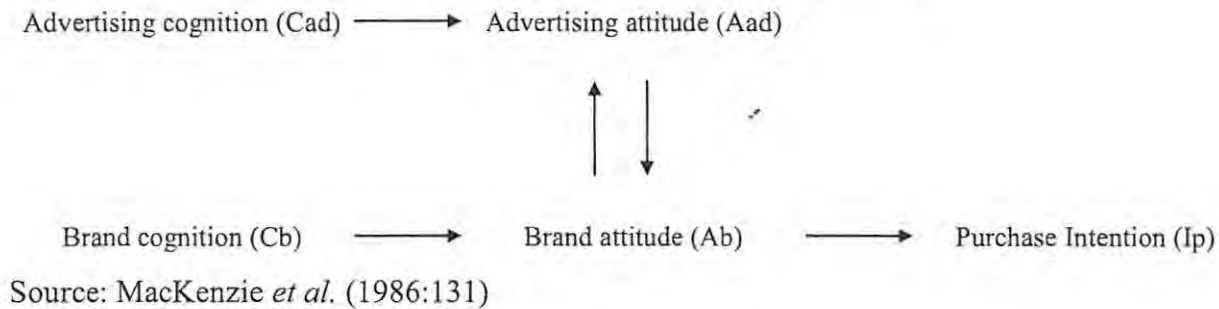 Advertising cognition (Cad) Advertising attitude (Aad)
Brand cognition (Cb) Brand attitude (Ab) Purchase Intention (Ip)
Source: MacKenzie et al. (1986:131)